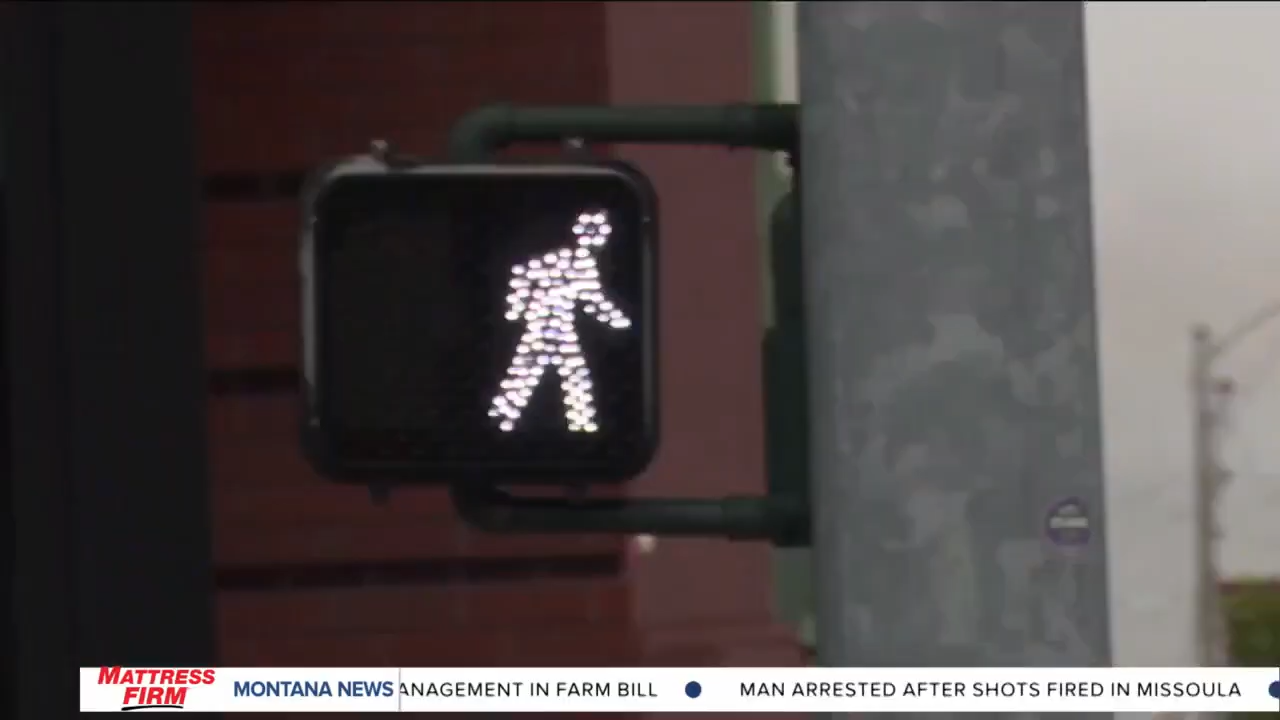 MATTRESS
FIRM
MONTANA NEWS
ANAGEMENT IN FARM BILL ● MAN ARRESTED AFTER SHOTS FIRED IN MISSOULA